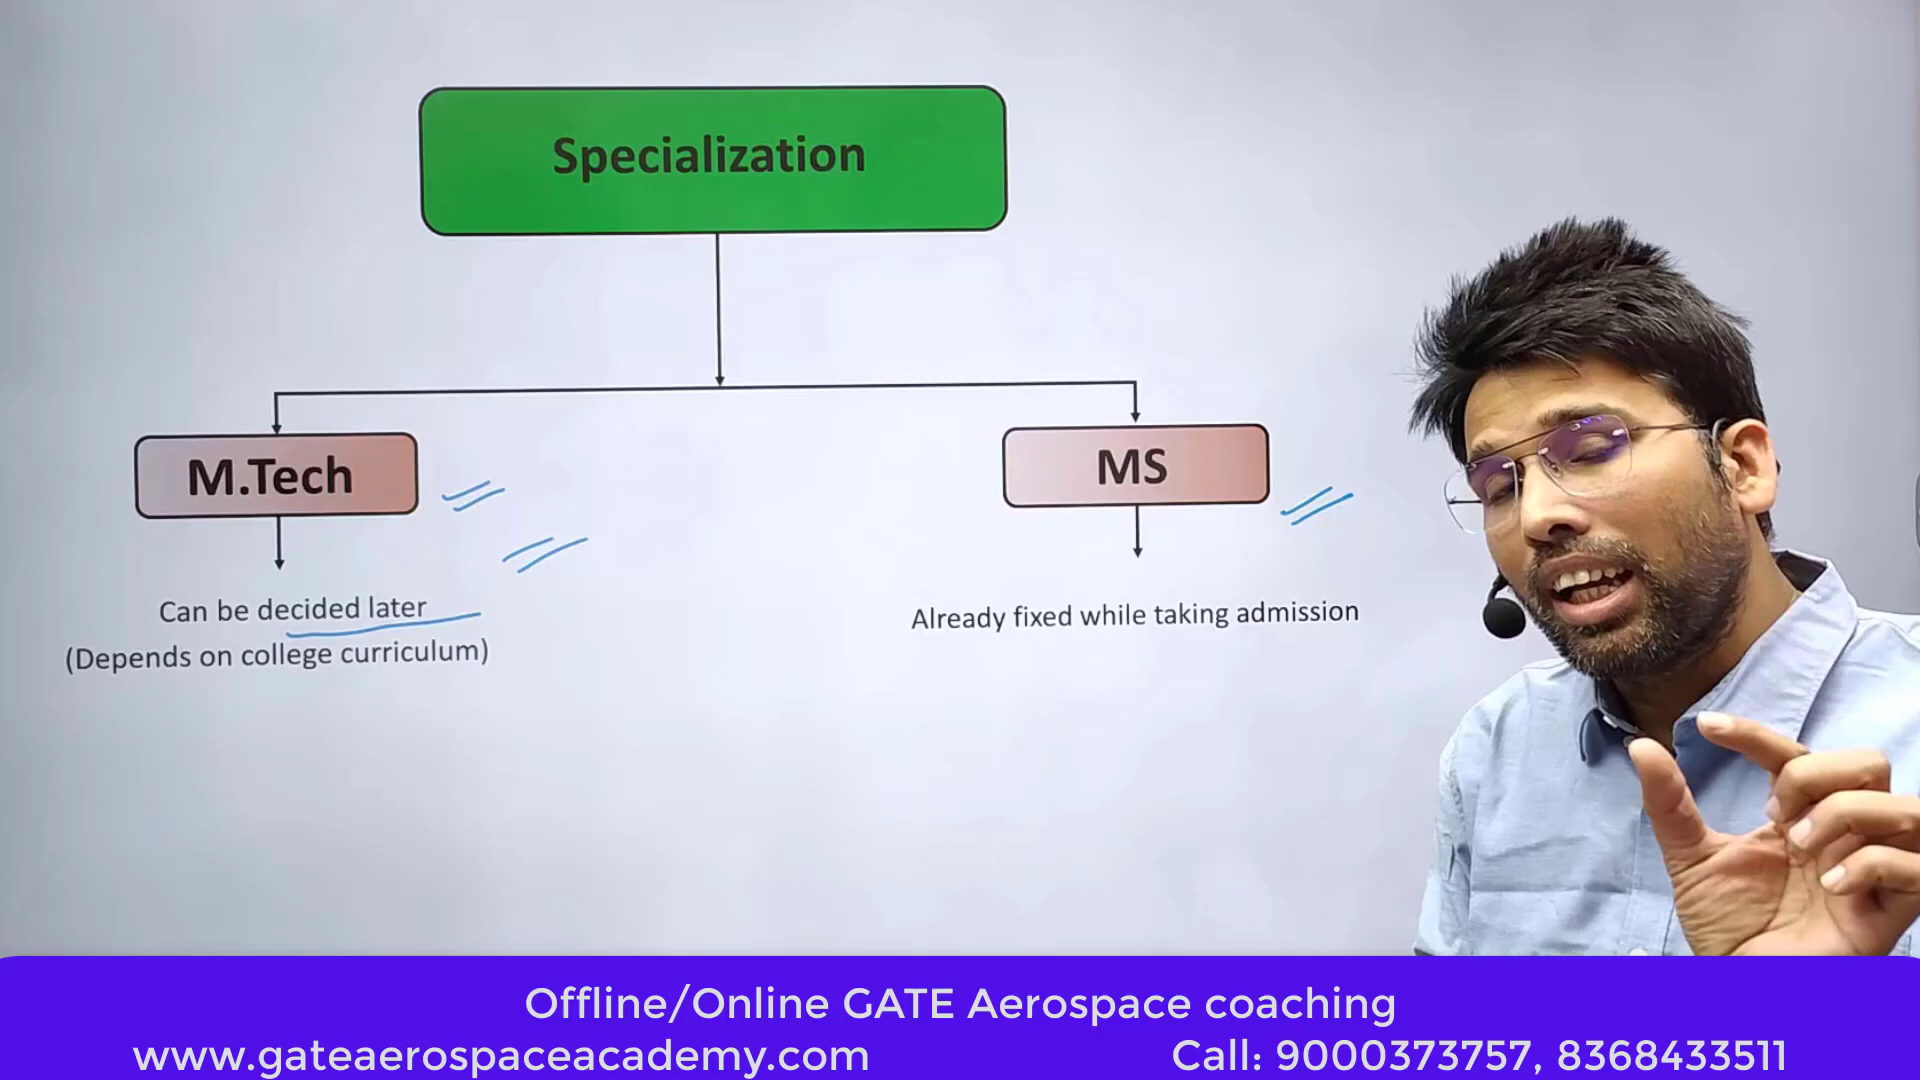 Specialization
M.Tech
MS
Can be decided later
(Depends on college curriculum)
Already fixed while taking admission
Offline/Online GATE Aerospace coaching
www.gateaerospaceacademy.com
Call: 9000373757, 8368433511